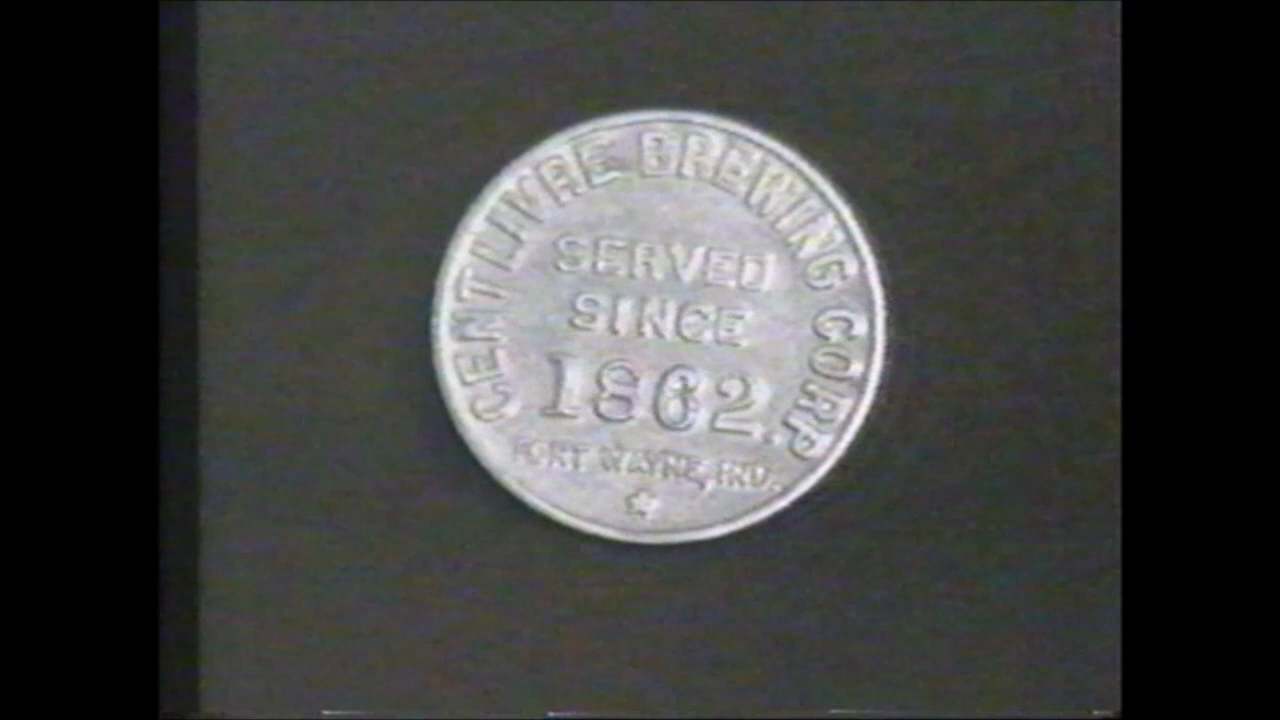 CENTLIVRE BREWING CORP.
SERVED
SINCE
1862
FORT WAYNE, IND.